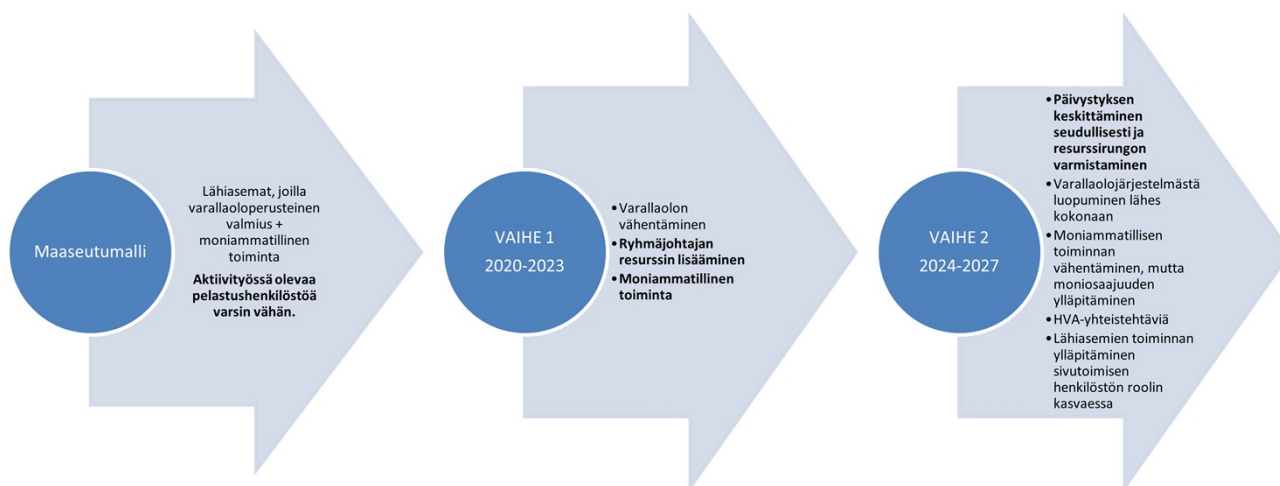 Maaseutumalli
Lähiasemat, joilla
varallaoloperusteinen
valmius +
moniammatillinen
toiminta
Aktiivityössä olevaa
pelastushenkilöstöä
varsin vähän.
VAIHE 1
2020-2023
•Varallaolon
vähentäminen
•Ryhmäjohtajan
resurssin lisääminen
•Moniammatillinen
toiminta
VAIHE 2
2024-2027
•Päivystyksen
keskittäminen
seudullisesti ja
resurssirungon
varmistaminen
•Varallaolojärjestelmästä
luopuminen lähes
kokonaan
•Moniammatillisen
toiminnan
vähentäminen, mutta
moniosaajuuden
ylläpitäminen
•HVA-yhteistehtäviä
•Lähiasemien toiminnan
ylläpitäminen
sivutoimisen
henkilöstön roolin
kasvaessa